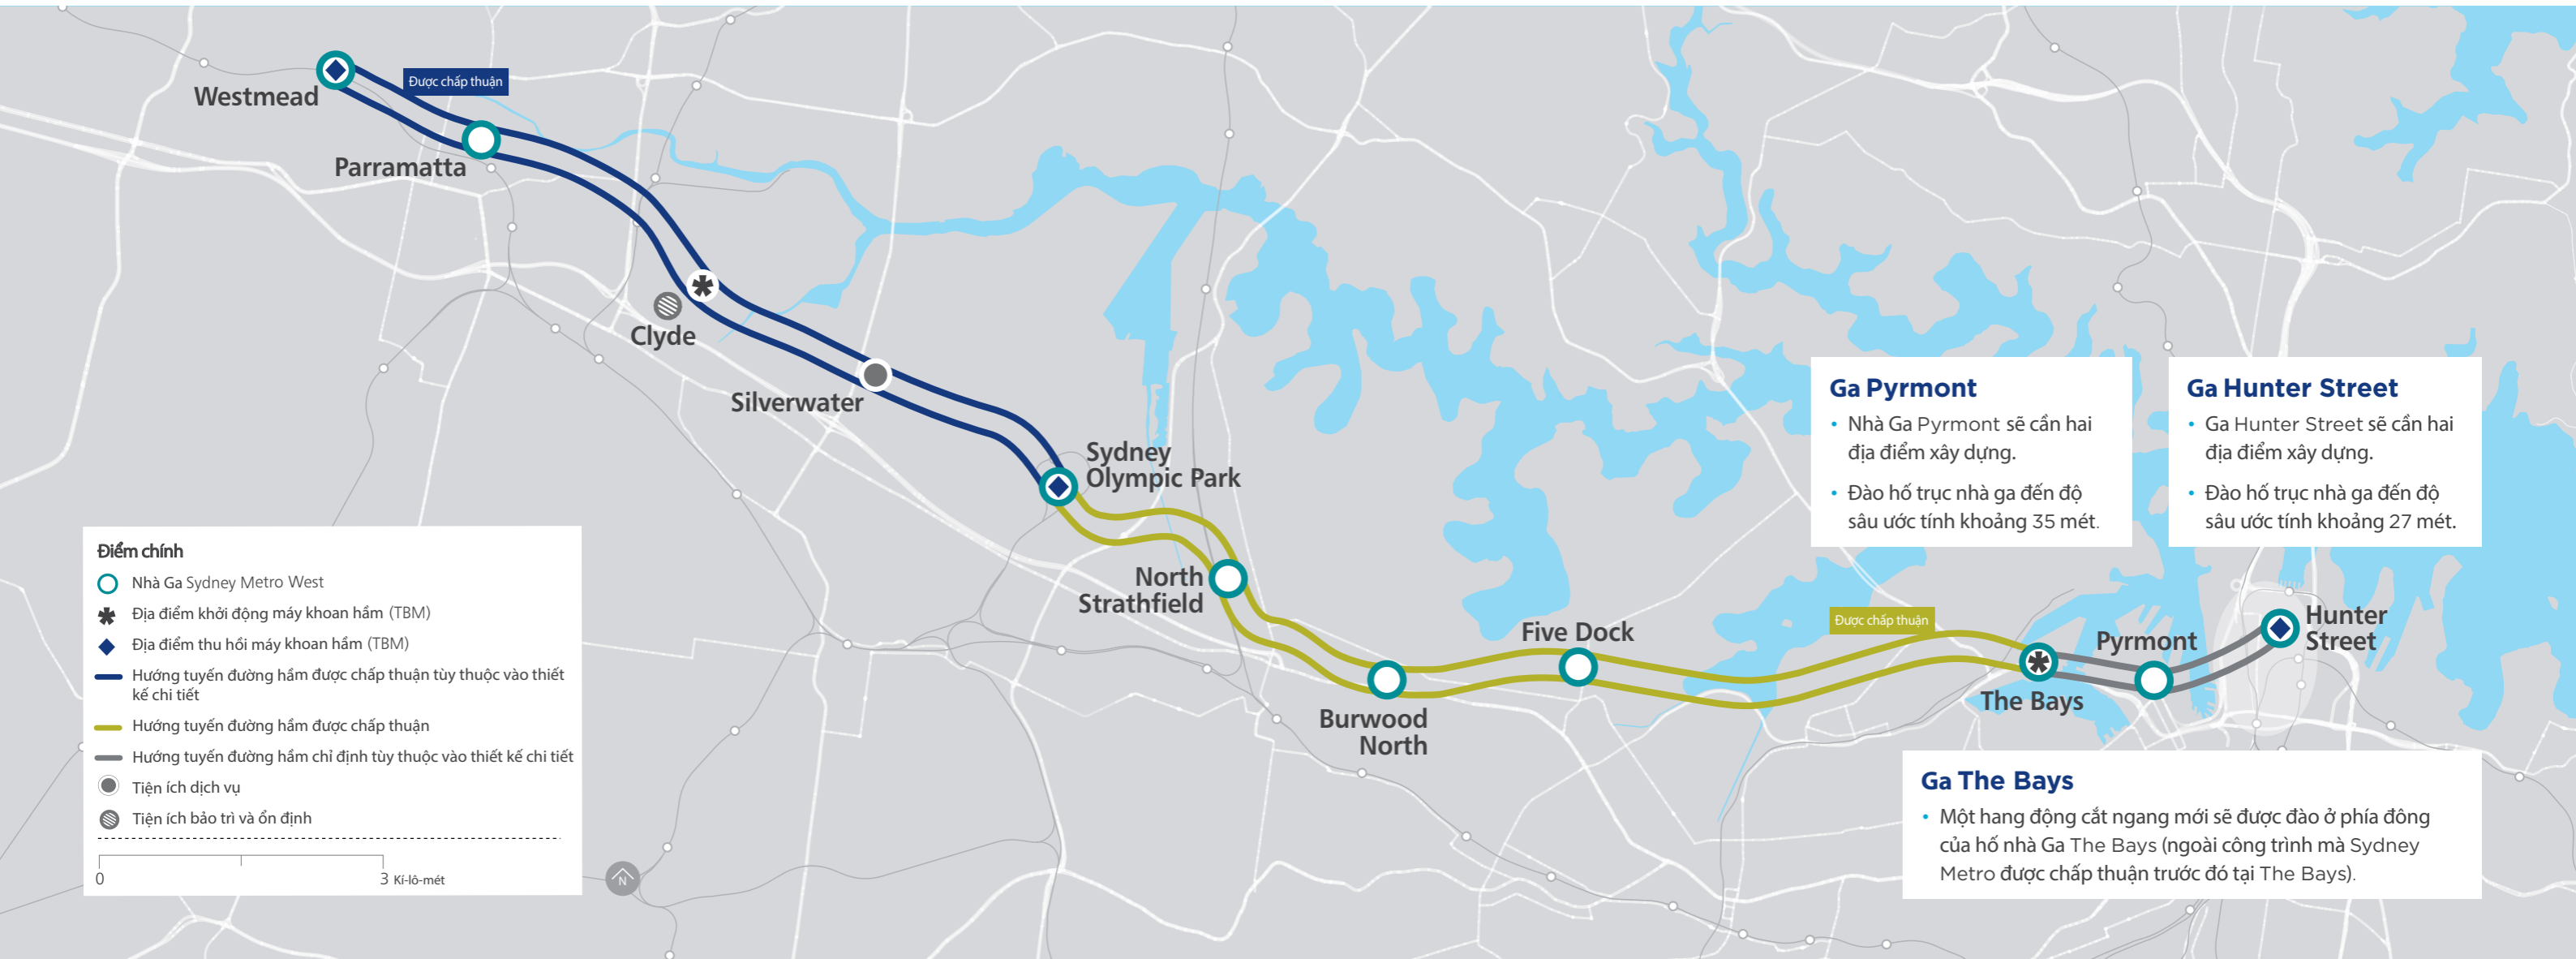 Westmead
Được chấp thuận
Parramatta
Clyde
Silverwater
Sydney
Olympic Park
North
Strathfield
Burwood
North
Five Dock
Được chấp thuận
The Bays
Pyrmont
Hunter
Street
Ga Pyrmont
• Nhà Ga Pyrmont sẽ cần hai
địa điểm xây dựng.
• Đào hố trục nhà ga đến độ
sâu ước tính khoảng 35 mét.
Ga Hunter Street
• Ga Hunter Street sẽ cần hai
địa điểm xây dựng.
• Đào hố trục nhà ga đến độ
sâu ước tính khoảng 27 mét.
Ga The Bays
• Một hang động cắt ngang mới sẽ được đào ở phía đông
của hố nhà Ga The Bays (ngoài công trình mà Sydney
Metro được chấp thuận trước đó tại The Bays).
Điểm chính
Nhà Ga Sydney Metro West
Địa điểm khởi động máy khoan hầm (TBM)
Địa điểm thu hồi máy khoan hầm (TBM)
Hướng tuyến đường hầm được chấp thuận tùy thuộc vào thiết
kế chi tiết
Hướng tuyến đường hầm được chấp thuận
Hướng tuyến đường hầm chỉ định tùy thuộc vào thiết kế chi tiết
Tiện ích dịch vụ
Tiện ích bảo trì và ổn định
0 3 Kí-lô-mét
N